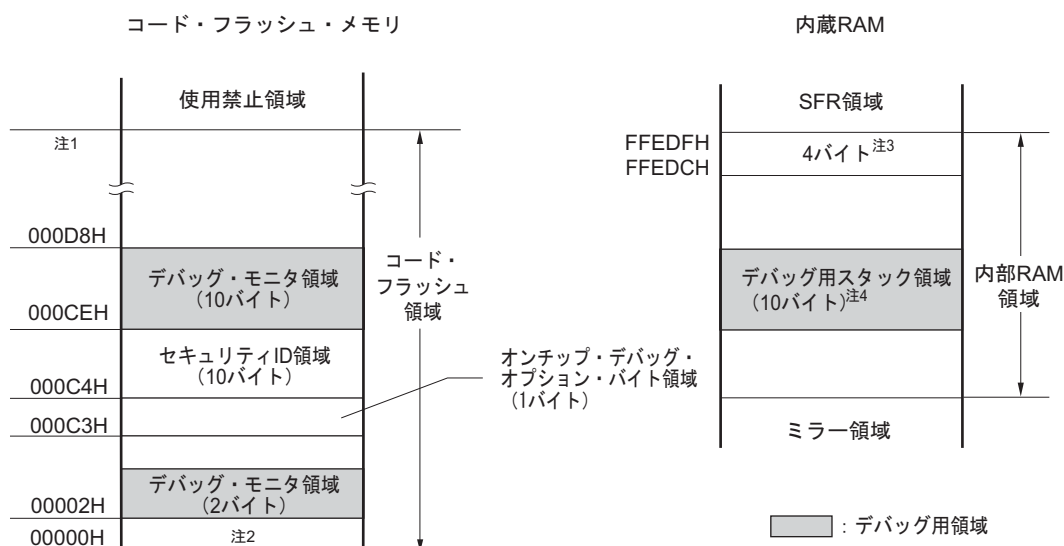 コード・フラッシュ・メモリ
使用禁止領域
注1
000D8H
デバッグ・モニタ領域
（10バイト）
000CEH
セキュリティID領域
（10バイト）
000C4H
000C3H
デバッグ・モニタ領域
（2バイト）
00002H
00000H
注2
コード・
フラッシュ
領域
オンチップ・デバッグ・
オプション・バイト領域
（1バイト）
内蔵RAM
SFR領域
FFEDFH
4バイト注3
FFEDCH
デバッグ用スタック領域
（10バイト）注4
内部RAM
領域
ミラー領域
：デバッグ用領域